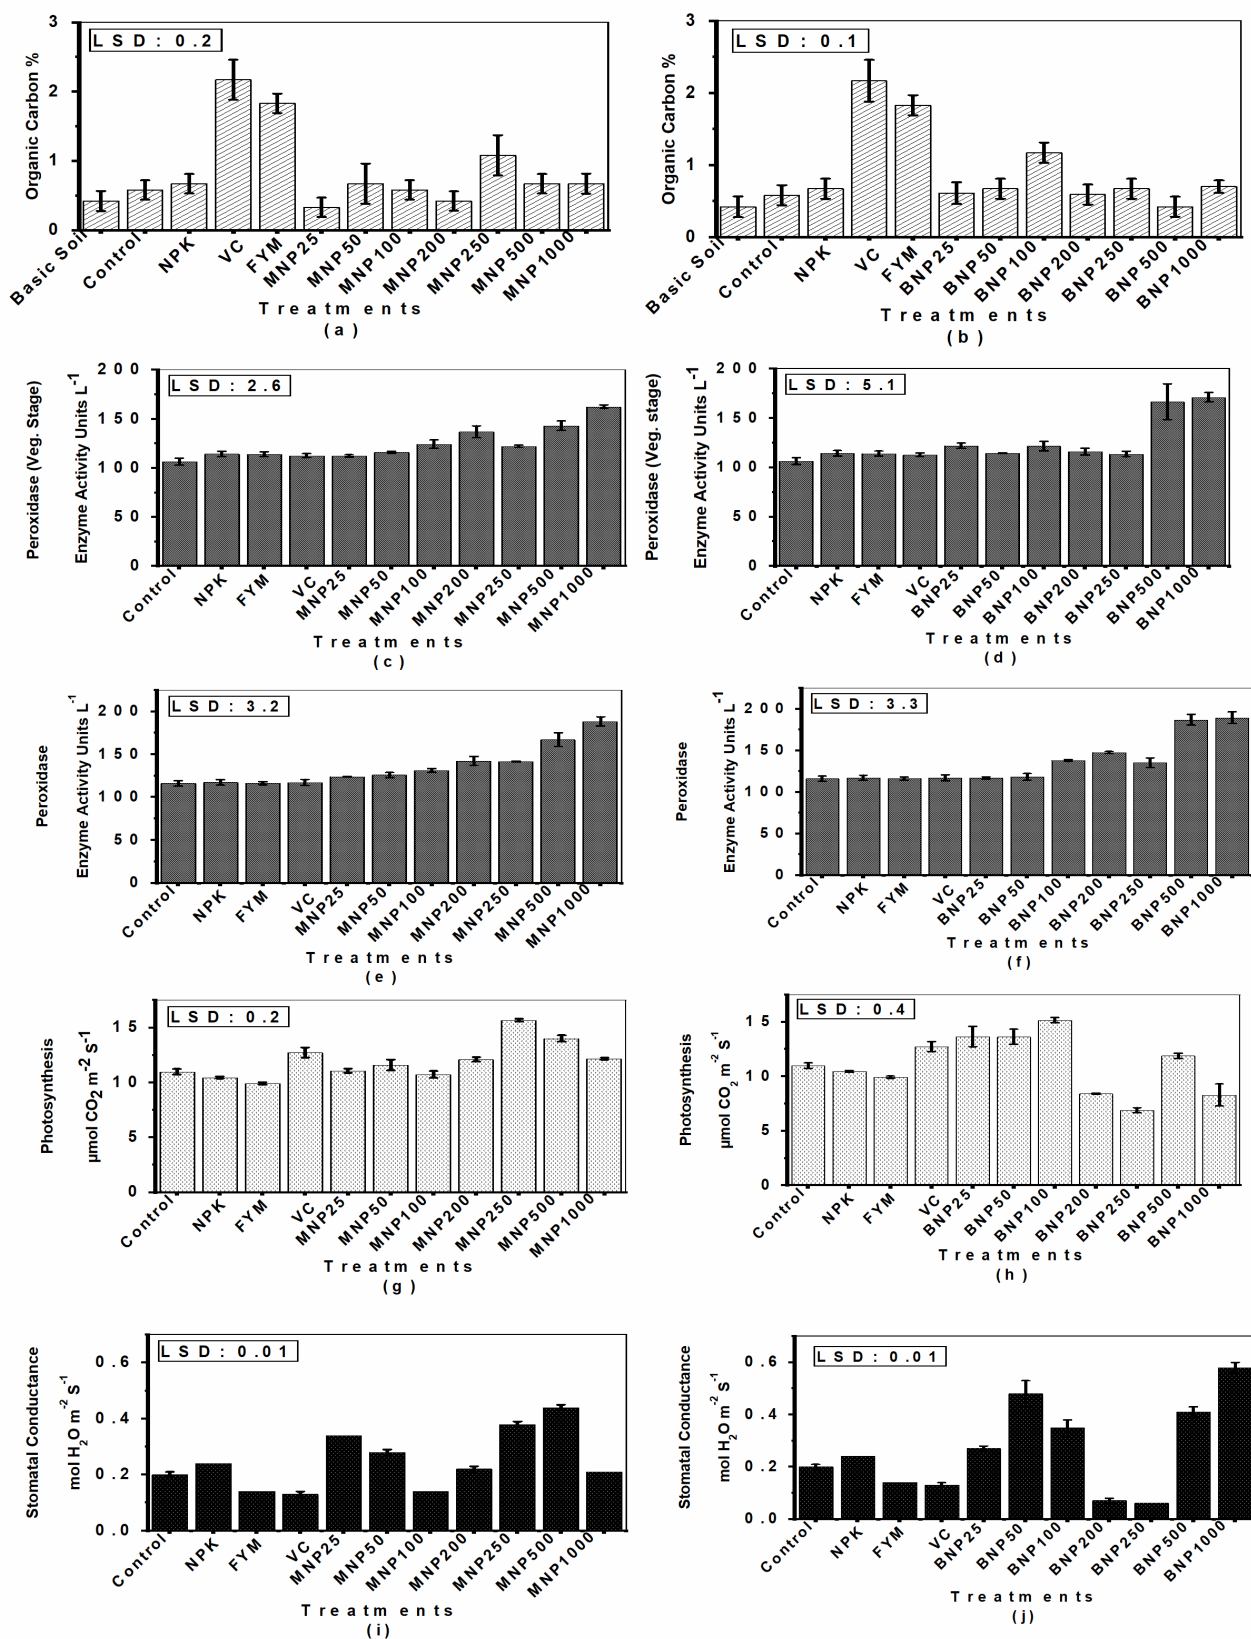 LSD: 0.2
Organic Carbon %
3
2
1
0
Basic Soil
Control
NPK
VC
FYM
MNP25
MNP50
MNP100
MNP200
MNP250
MNP500
MNP1000
Treatments
(a)
LSD: 0.1
Organic Carbon %
3
2
1
0
Basic Soil
Control
NPK
VC
FYM
BNP25
BNP50
BNP100
BNP200
BNP250
BNP500
BNP1000
Treatments
(b)
LSD: 2.6
Peroxidase (Veg. Stage)
Enzyme Activity Units L-1
200
150
100
50
0
Control
NPK
FYM
VC
MNP25
MNP50
MNP100
MNP200
MNP250
MNP500
MNP1000
Treatments
(c)
LSD: 5.1
Peroxidase (Veg. stage)
Enzyme Activity Units L-1
200
150
100
50
0
Control
NPK
FYM
VC
BNP25
BNP50
BNP100
BNP200
BNP250
BNP500
BNP1000
Treatments
(d)
LSD: 3.2
Peroxidase
Enzyme Activity Units L-1
200
150
100
50
0
Control
NPK
FYM
VC
MNP25
MNP50
MNP100
MNP200
MNP250
MNP500
MNP1000
Treatments
(e)
LSD: 3.3
Peroxidase
Enzyme Activity Units L-1
200
150
100
50
0
Control
NPK
FYM
VC
BNP25
BNP50
BNP100
BNP200
BNP250
BNP500
BNP1000
Treatments
(f)
LSD: 0.2
Photosynthesis
µmol CO2 m-2 S-1
15
10
5
0
Control
NPK
FYM
VC
MNP25
MNP50
MNP100
MNP200
MNP250
MNP500
MNP1000
Treatments
(g)
LSD: 0.4
Photosynthesis
µmol CO2 m-2 S-1
15
10
5
0
Control
NPK
FYM
VC
BNP25
BNP50
BNP100
BNP200
BNP250
BNP500
BNP1000
Treatments
(h)
LSD: 0.01
Stomatal Conductance
mol H2O m-2 S-1
0.6
0.4
0.2
0.0
Control
NPK
FYM
VC
MNP25
MNP50
MNP100
MNP200
MNP250
MNP500
MNP1000
Treatments
(i)
LSD: 0.01
Stomatal Conductance
mol H2O m-2 S-1
0.6
0.4
0.2
0.0
Control
NPK
FYM
VC
BNP25
BNP50
BNP100
BNP200
BNP250
BNP500
BNP1000
Treatments
(j)